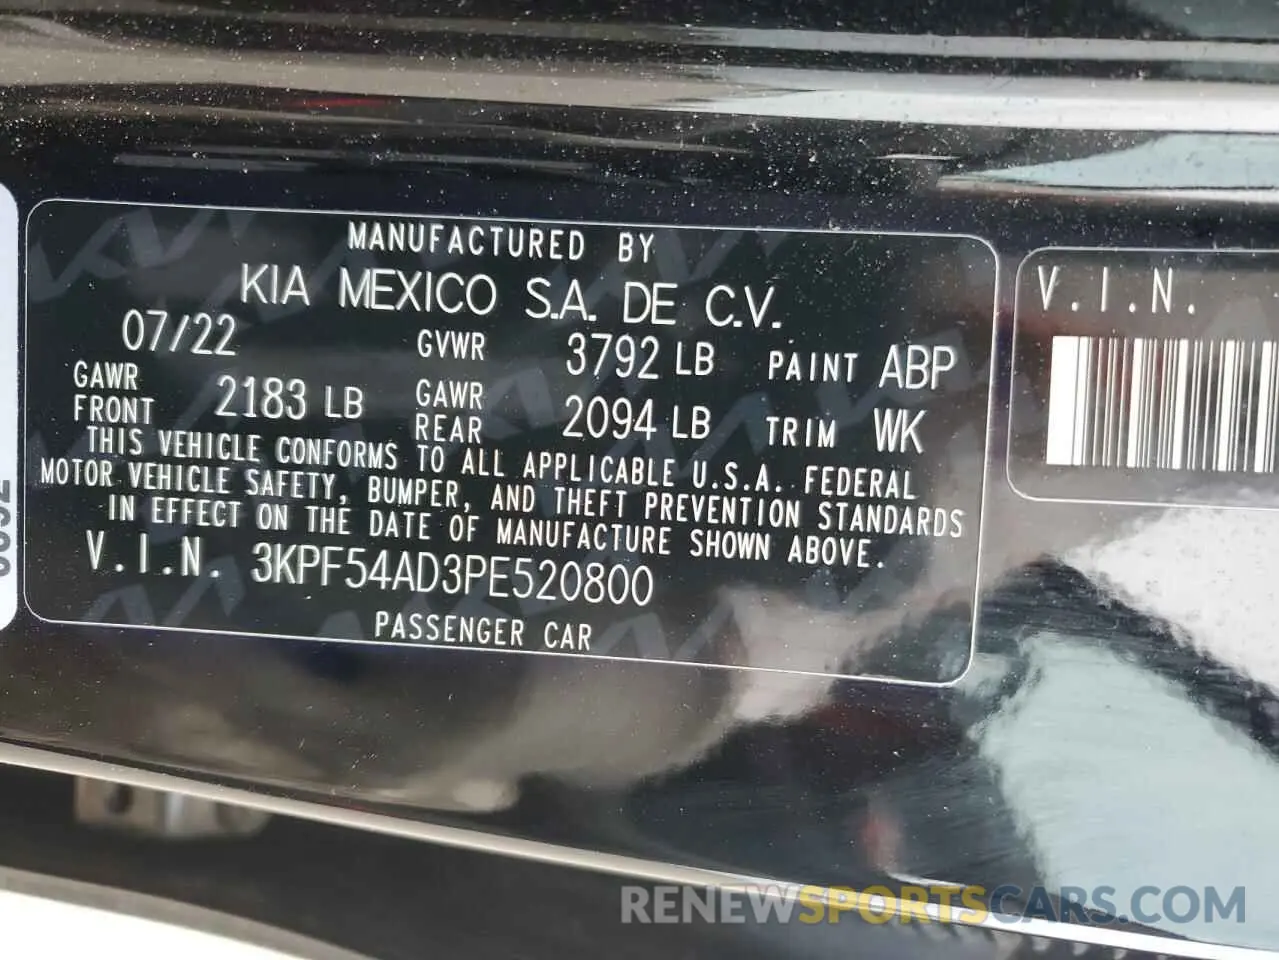 MANUFACTURED BY
KIA MEXICO S.A. DE C.V.
07/22 GVWR 3792 LB PAINT ABP
GAWR FRONT 2183 LB GAWR REAR 2094 LB TRIM WK
THIS VEHICLE CONFORMS TO ALL APPLICABLE U.S.A. FEDERAL
MOTOR VEHICLE SAFETY, BUMPER, AND THEFT PREVENTION STANDARDS
IN EFFECT ON THE DATE OF MANUFACTURE SHOWN ABOVE.
V.I.N. 3KPF54AD3PE520800
PASSENGER CAR
V.I.N.
RENEWSPORTSCARS.COM